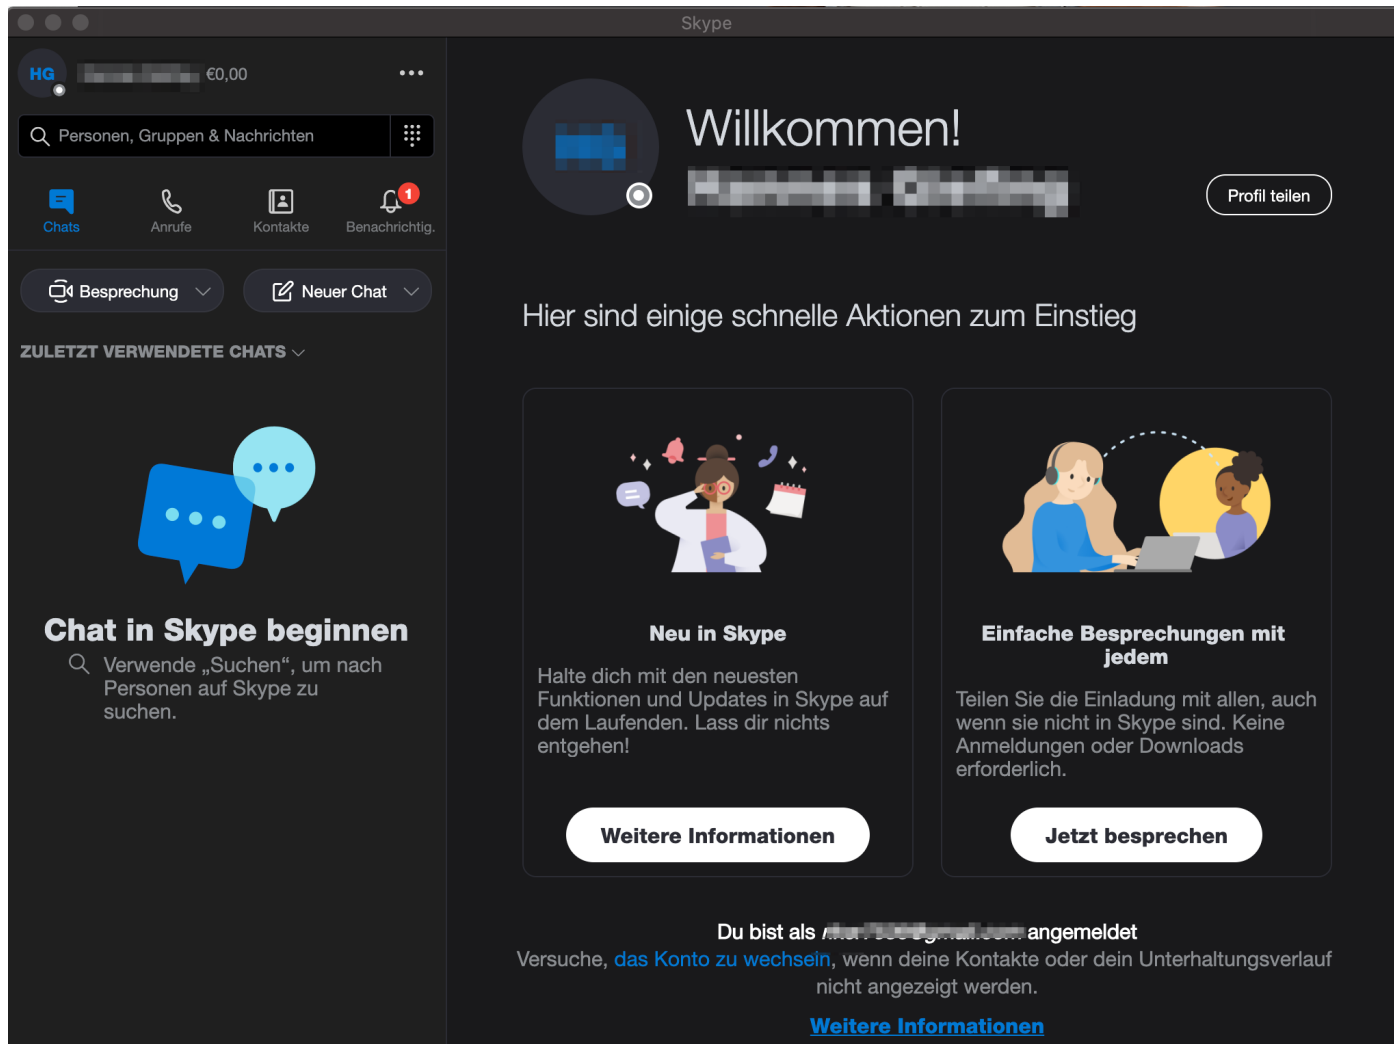 Skype
HG
€0,00
Personen, Gruppen & Nachrichten
Chats
Anrufe
Kontakte
1
Benachrichtig.
Besprechung
Neuer Chat
ZULETZT VERWENDETE CHATS
Chat in Skype beginnen
Verwende „Suchen“, um nach
Personen auf Skype zu
suchen.
Willkommen!
Profil teilen
Hier sind einige schnelle Aktionen zum Einstieg
Neu in Skype
Halte dich mit den neuesten
Funktionen und Updates in Skype auf
dem Laufenden. Lass dir nichts
entgehen!
Weitere Informationen
Einfache Besprechungen mit
jedem
Teilen Sie die Einladung mit allen, auch
wenn sie nicht in Skype sind. Keine
Anmeldungen oder Downloads
erforderlich.
Jetzt besprechen
Du bist als angemeldet
Versuche, das Konto zu wechseln, wenn deine Kontakte oder dein Unterhaltungsverlauf
nicht angezeigt werden.
Weitere Informationen